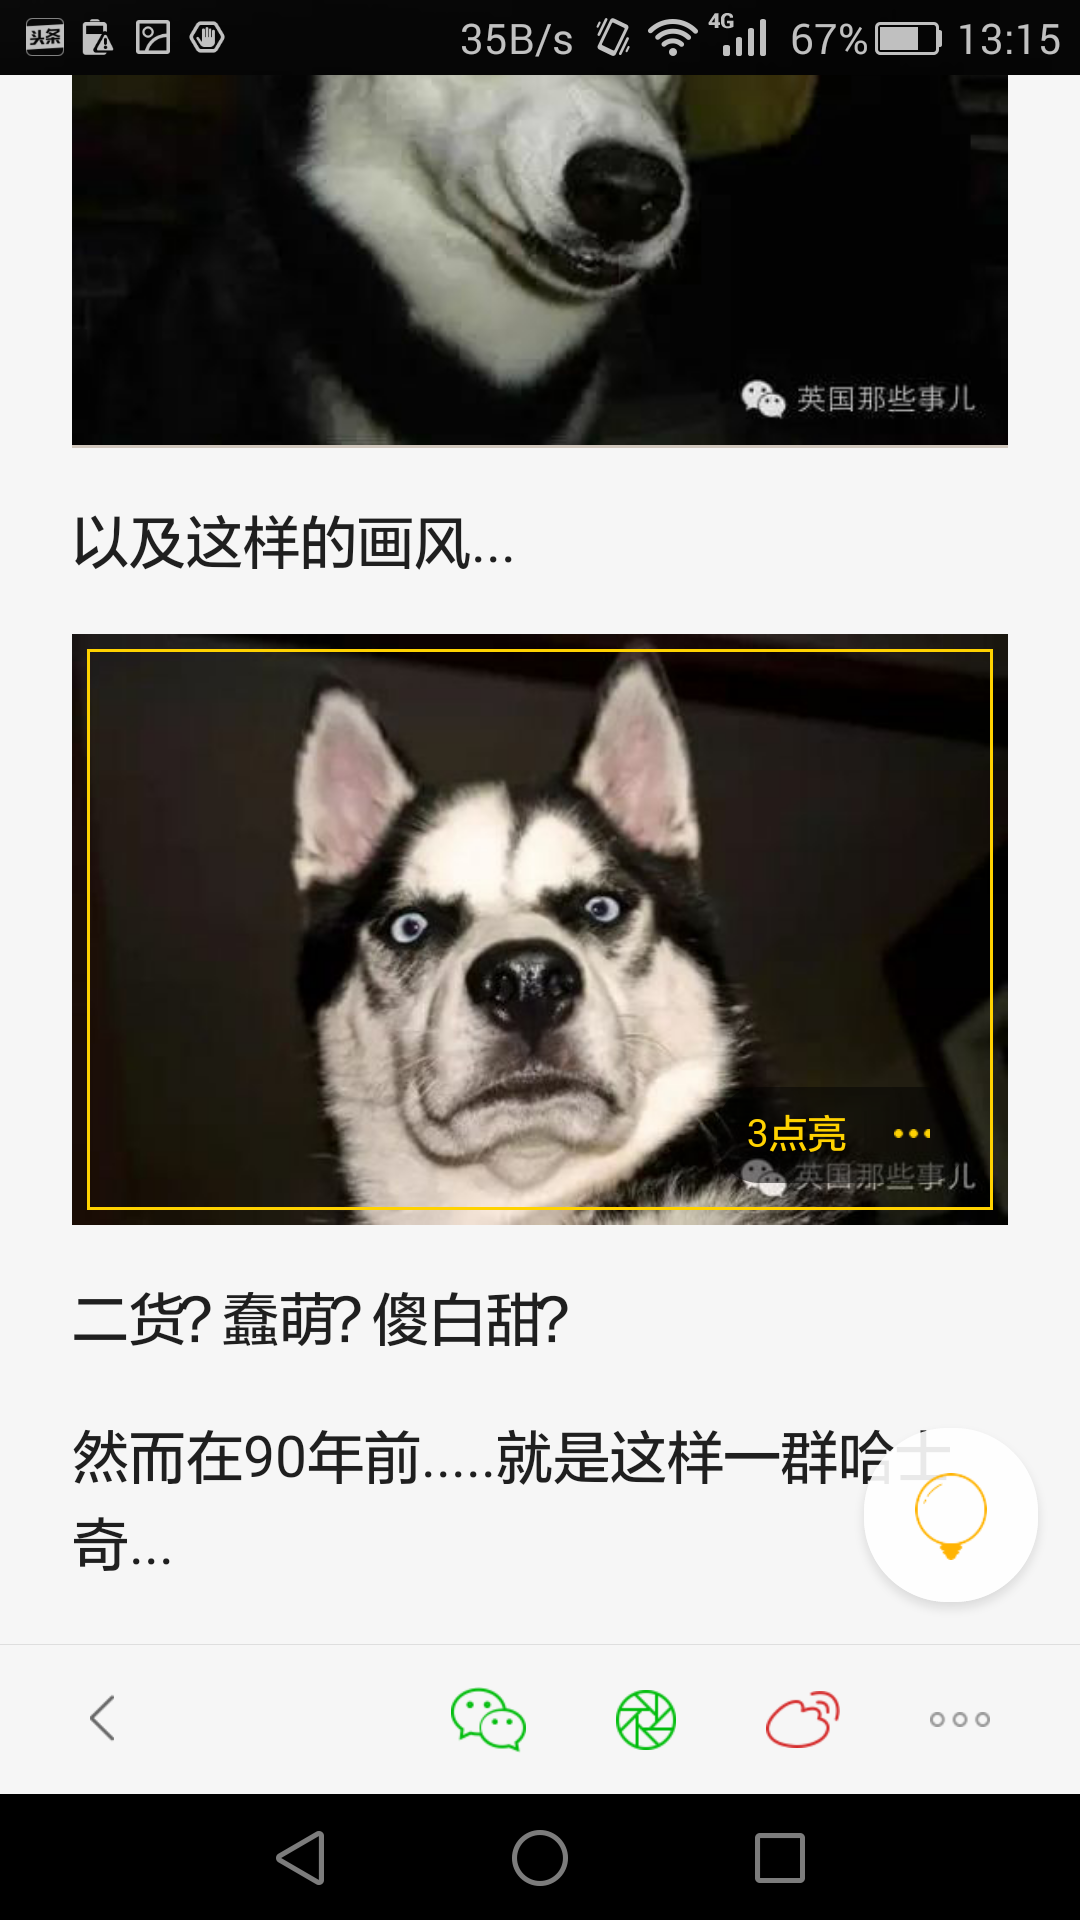 头条 35B/s 4G 67% 13:15
英国那些事儿
以及这样的画风...
3点亮
英国那些事儿
二货？蠢萌？傻白甜？
然而在90年前.....就是这样一群哈士
奇...